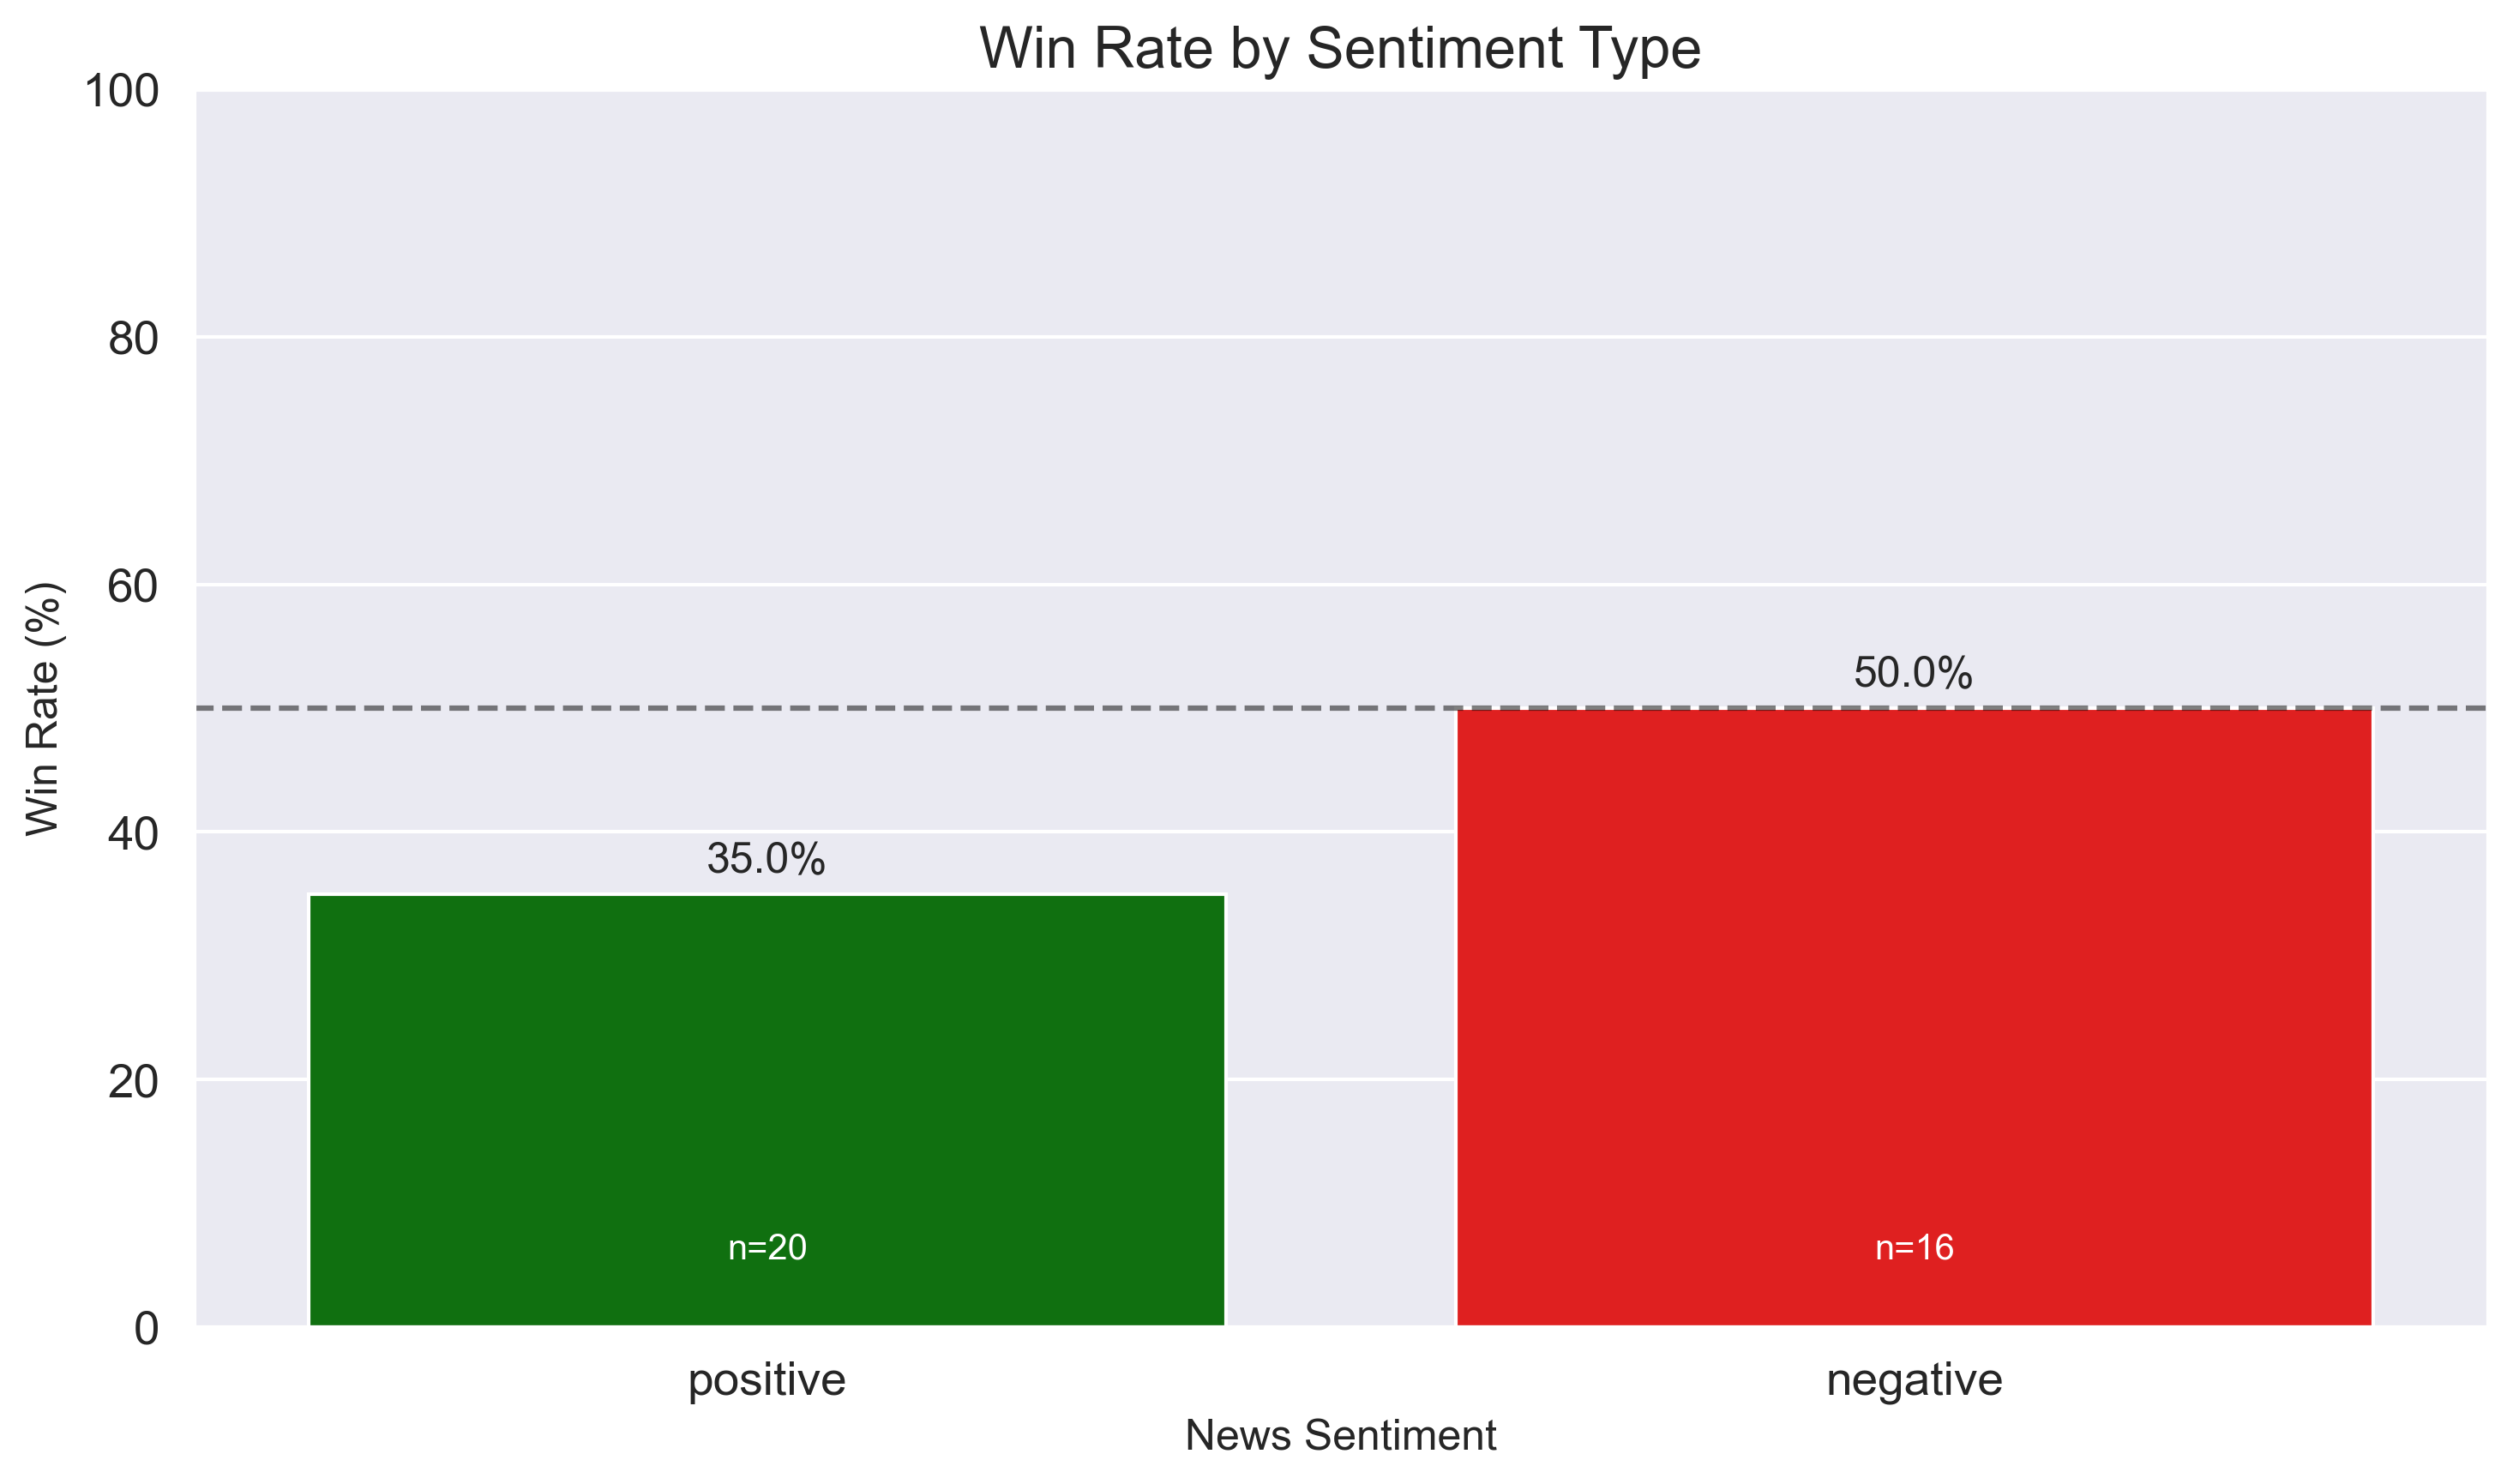 Win Rate by Sentiment Type
100
80
60
40
20
0
Win Rate (%)
35.0%
50.0%
n=20
n=16
positive
negative
News Sentiment